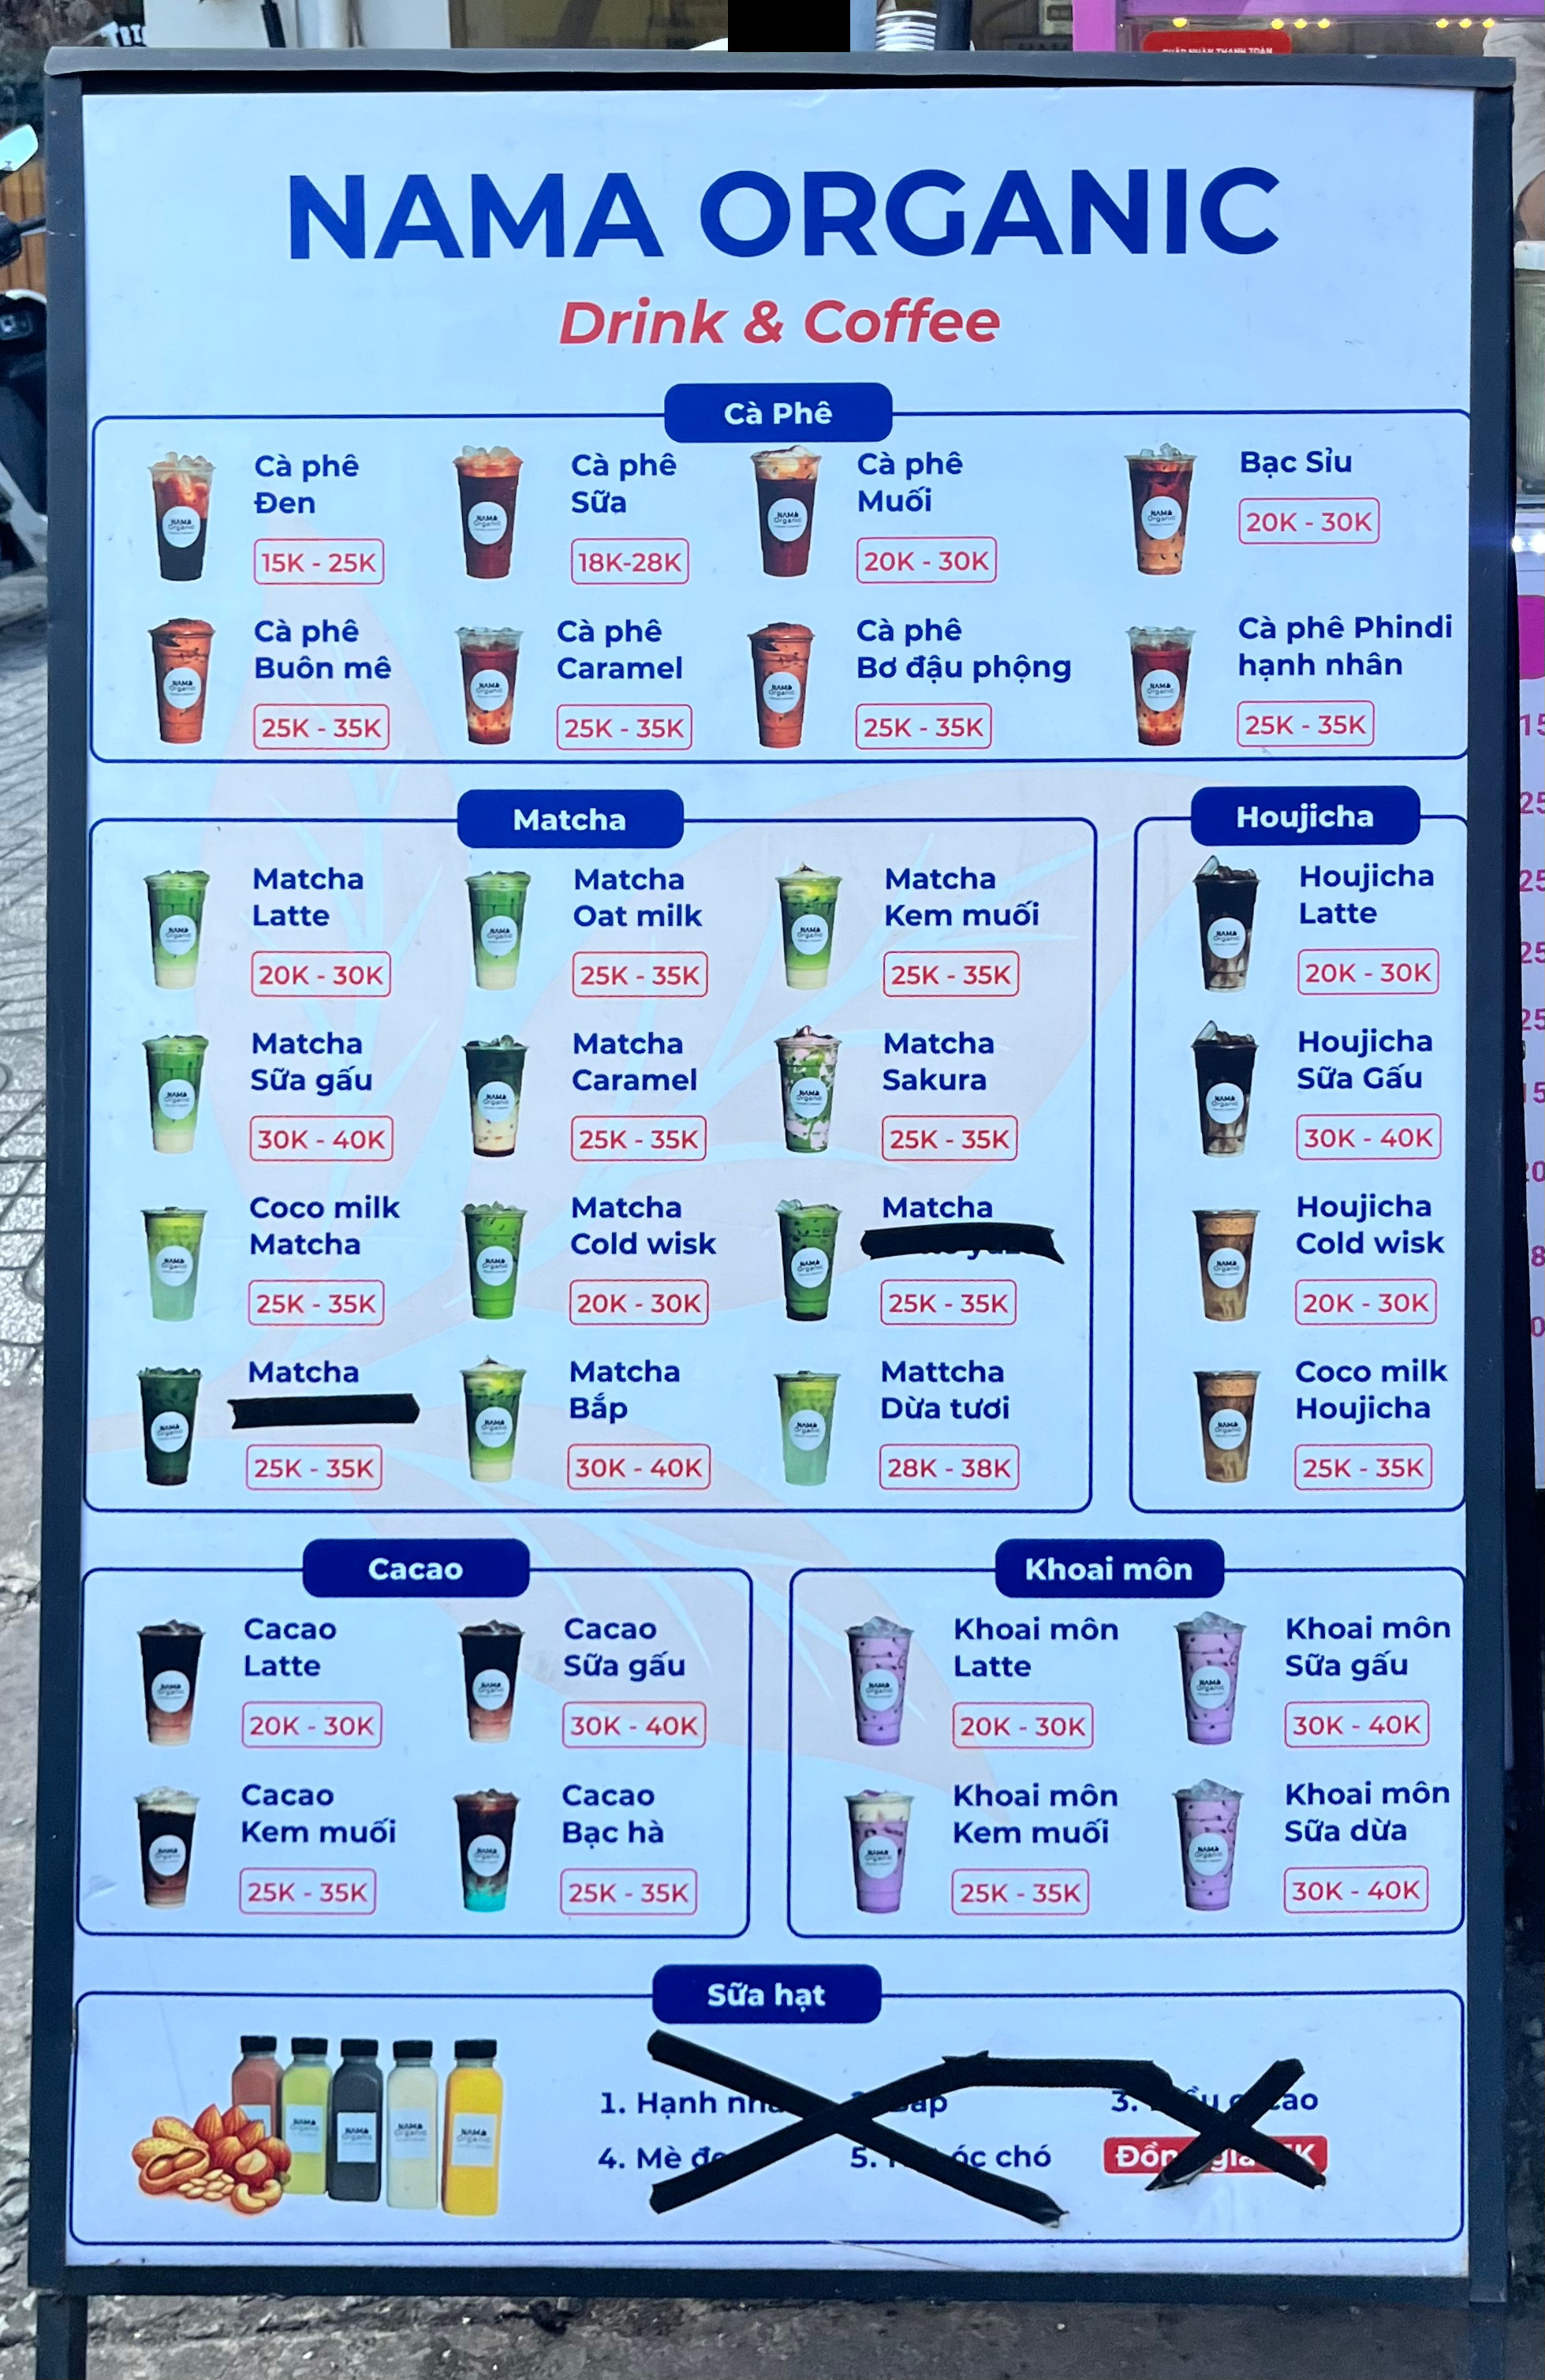 NAMA ORGANIC
Drink & Coffee
Cà Phê
Cà phê
Đen
15K - 25K
Cà phê
Sữa
18K-28K
Cà phê
Muối
20K - 30K
Bạc Sỉu
20K - 30K
Cà phê
Buôn mê
25K - 35K
Cà phê
Caramel
25K - 35K
Cà phê
Bơ đậu phộng
25K - 35K
Cà phê Phindi
hạnh nhân
25K - 35K
Matcha
Matcha
Latte
20K - 30K
Matcha
Oat milk
25K - 35K
Matcha
Kem muối
25K - 35K
Matcha
Sữa gấu
30K - 40K
Matcha
Caramel
25K - 35K
Matcha
Sakura
25K - 35K
Coco milk
Matcha
25K - 35K
Matcha
Cold wisk
20K - 30K
Matcha
25K - 35K
Matcha
25K - 35K
Matcha
Bắp
30K - 40K
Mattcha
Dừa tươi
28K - 38K
Houjicha
Houjicha
Latte
20K - 30K
Houjicha
Sữa Gấu
30K - 40K
Houjicha
Cold wisk
20K - 30K
Coco milk
Houjicha
25K - 35K
Cacao
Cacao
Latte
20K - 30K
Cacao
Sữa gấu
30K - 40K
Cacao
Kem muối
25K - 35K
Cacao
Bạc hà
25K - 35K
Khoai môn
Khoai môn
Latte
20K - 30K
Khoai môn
Sữa gấu
30K - 40K
Khoai môn
Kem muối
25K - 35K
Khoai môn
Sữa dừa
30K - 40K
Sữa hạt
1. Hạnh
3.
4. Mè
5. chó